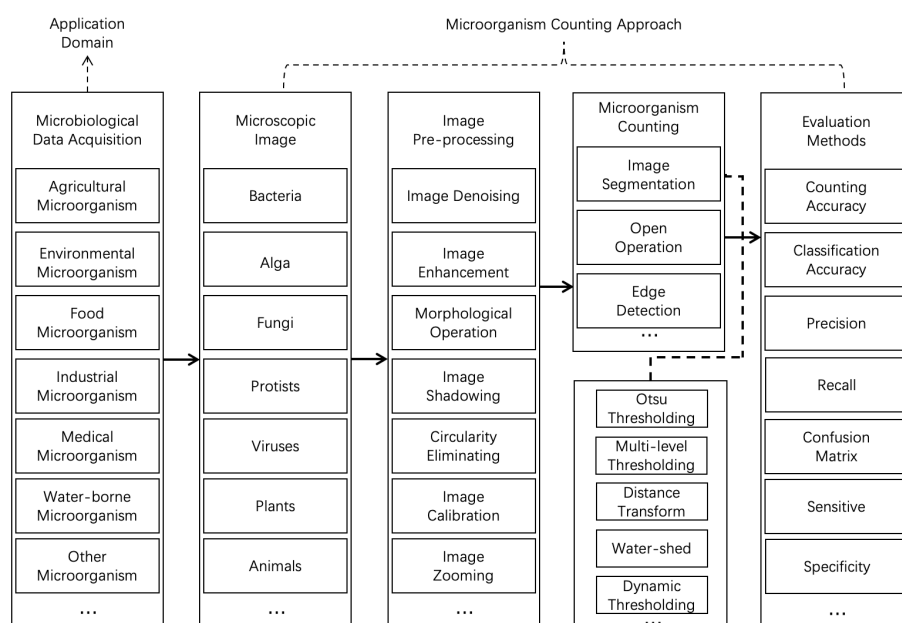 Application
Domain
Microorganism Counting Approach
Microbiological
Data Acquisition
Agricultural
Microorganism
Environmental
Microorganism
Food
Microorganism
Industrial
Microorganism
Medical
Microorganism
Water-borne
Microorganism
Other
Microorganism
...
Microscopic
Image
Bacteria
Alga
Fungi
Protists
Viruses
Plants
Animals
...
Image
Pre-processing
Image Denoising
Image
Enhancement
Morphological
Operation
Image
Shadowing
Circularity
Eliminating
Image
Calibration
Image
Zooming
...
Microorganism
Counting
Image
Segmentation
Open
Operation
Edge
Detection
...
Otsu
Thresholding
Multi-level
Thresholding
Distance
Transform
Water-shed
Dynamic
Thresholding
...
Evaluation
Methods
Counting
Accuracy
Classification
Accuracy
Precision
Recall
Confusion
Matrix
Sensitive
Specificity
...